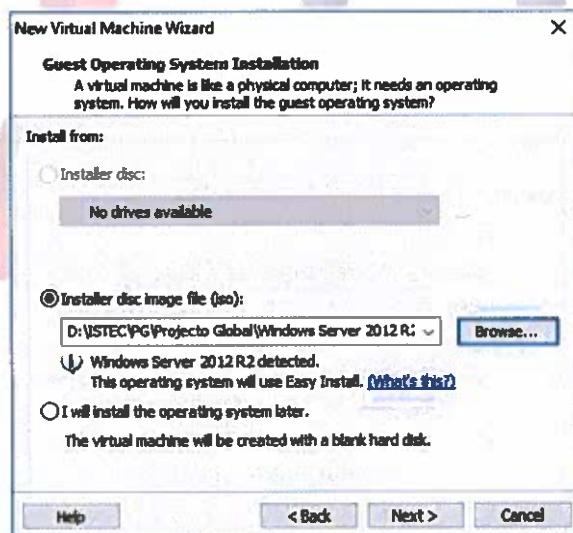 New Virtual Machine Wizard
Guest Operating System Installation
A virtual machine is like a physical computer; it needs an operating
system. How will you install the guest operating system?
Install from:
Installer disc:
No drives available
Installer disc image file (iso):
D:\ISTEC\PG\Projecto Global\Windows Server 2012 R2
Browse...
Windows Server 2012 R2 detected.
This operating system will use Easy Install. (What's this?)
I will install the operating system later.
The virtual machine will be created with a blank hard disk.
Help
< Back
Next >
Cancel